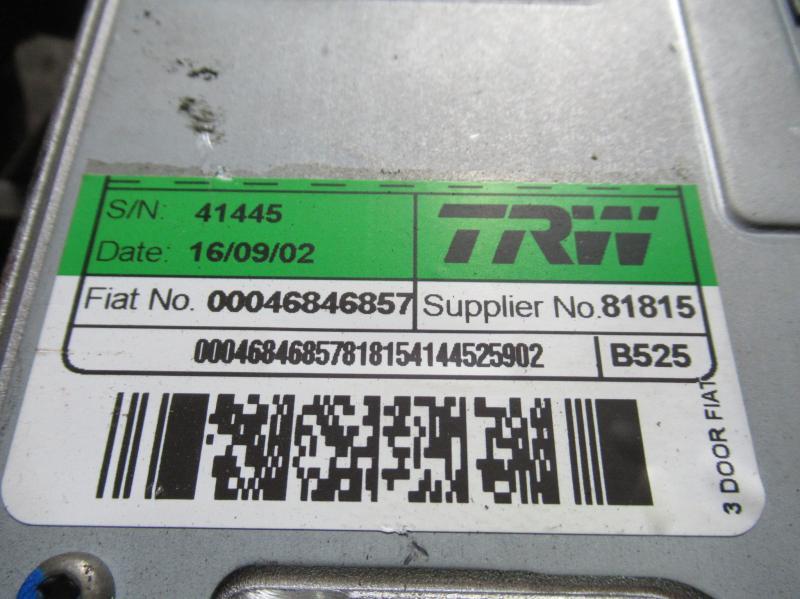 S/N: 41445
Date: 16/09/02
TRW
Fiat No. 00046846857
Supplier No.81815
00046846857818154144525902
B525
3 DOOR FIAT